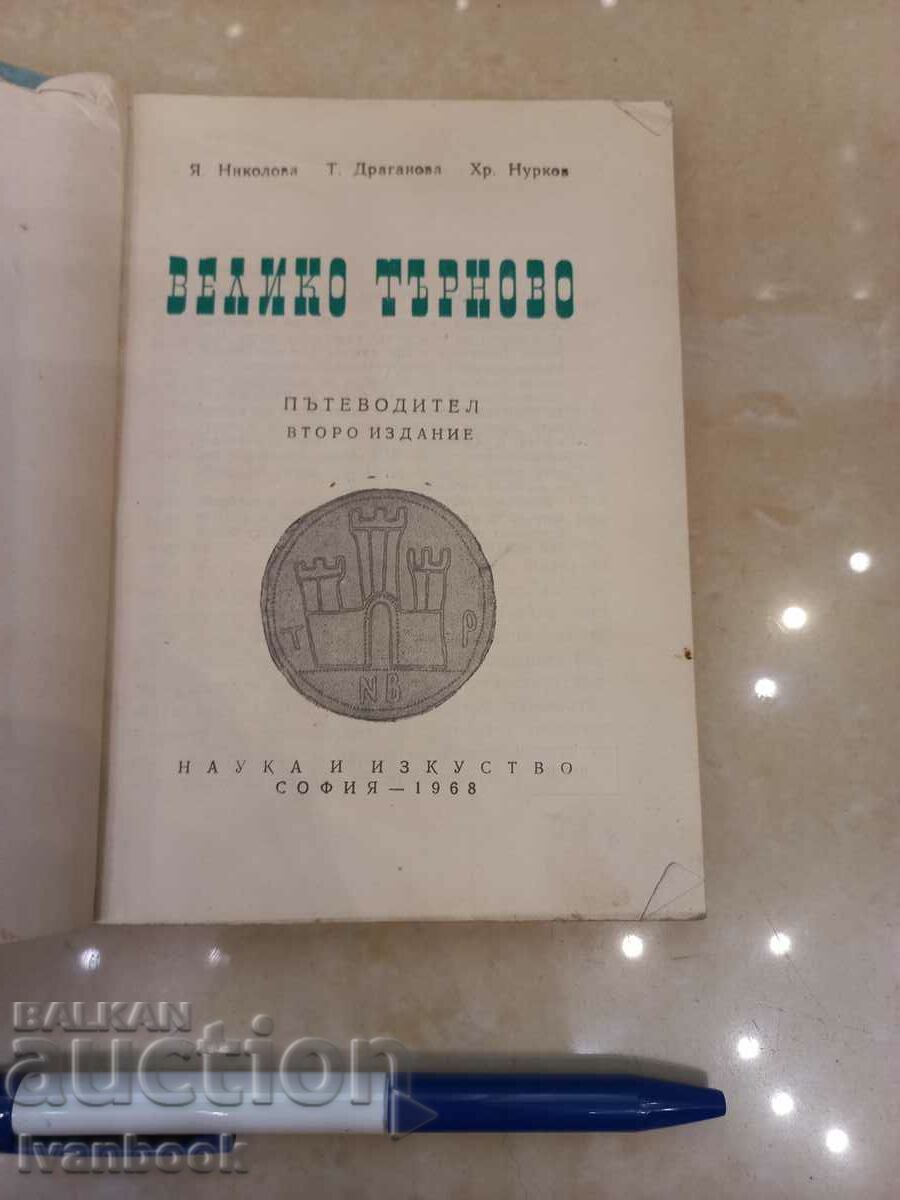 Я. Николова Т. Драганова Хр. Нурков
ВЕЛИКО ТЪРНОВО
ПЪТЕВОДИТЕЛ
ВТОРО ИЗДАНИЕ
Т Р
NB
НАУКА И ИЗКУСТВО
СОФИЯ — 1968
BALKAN
auction
Ivanbook